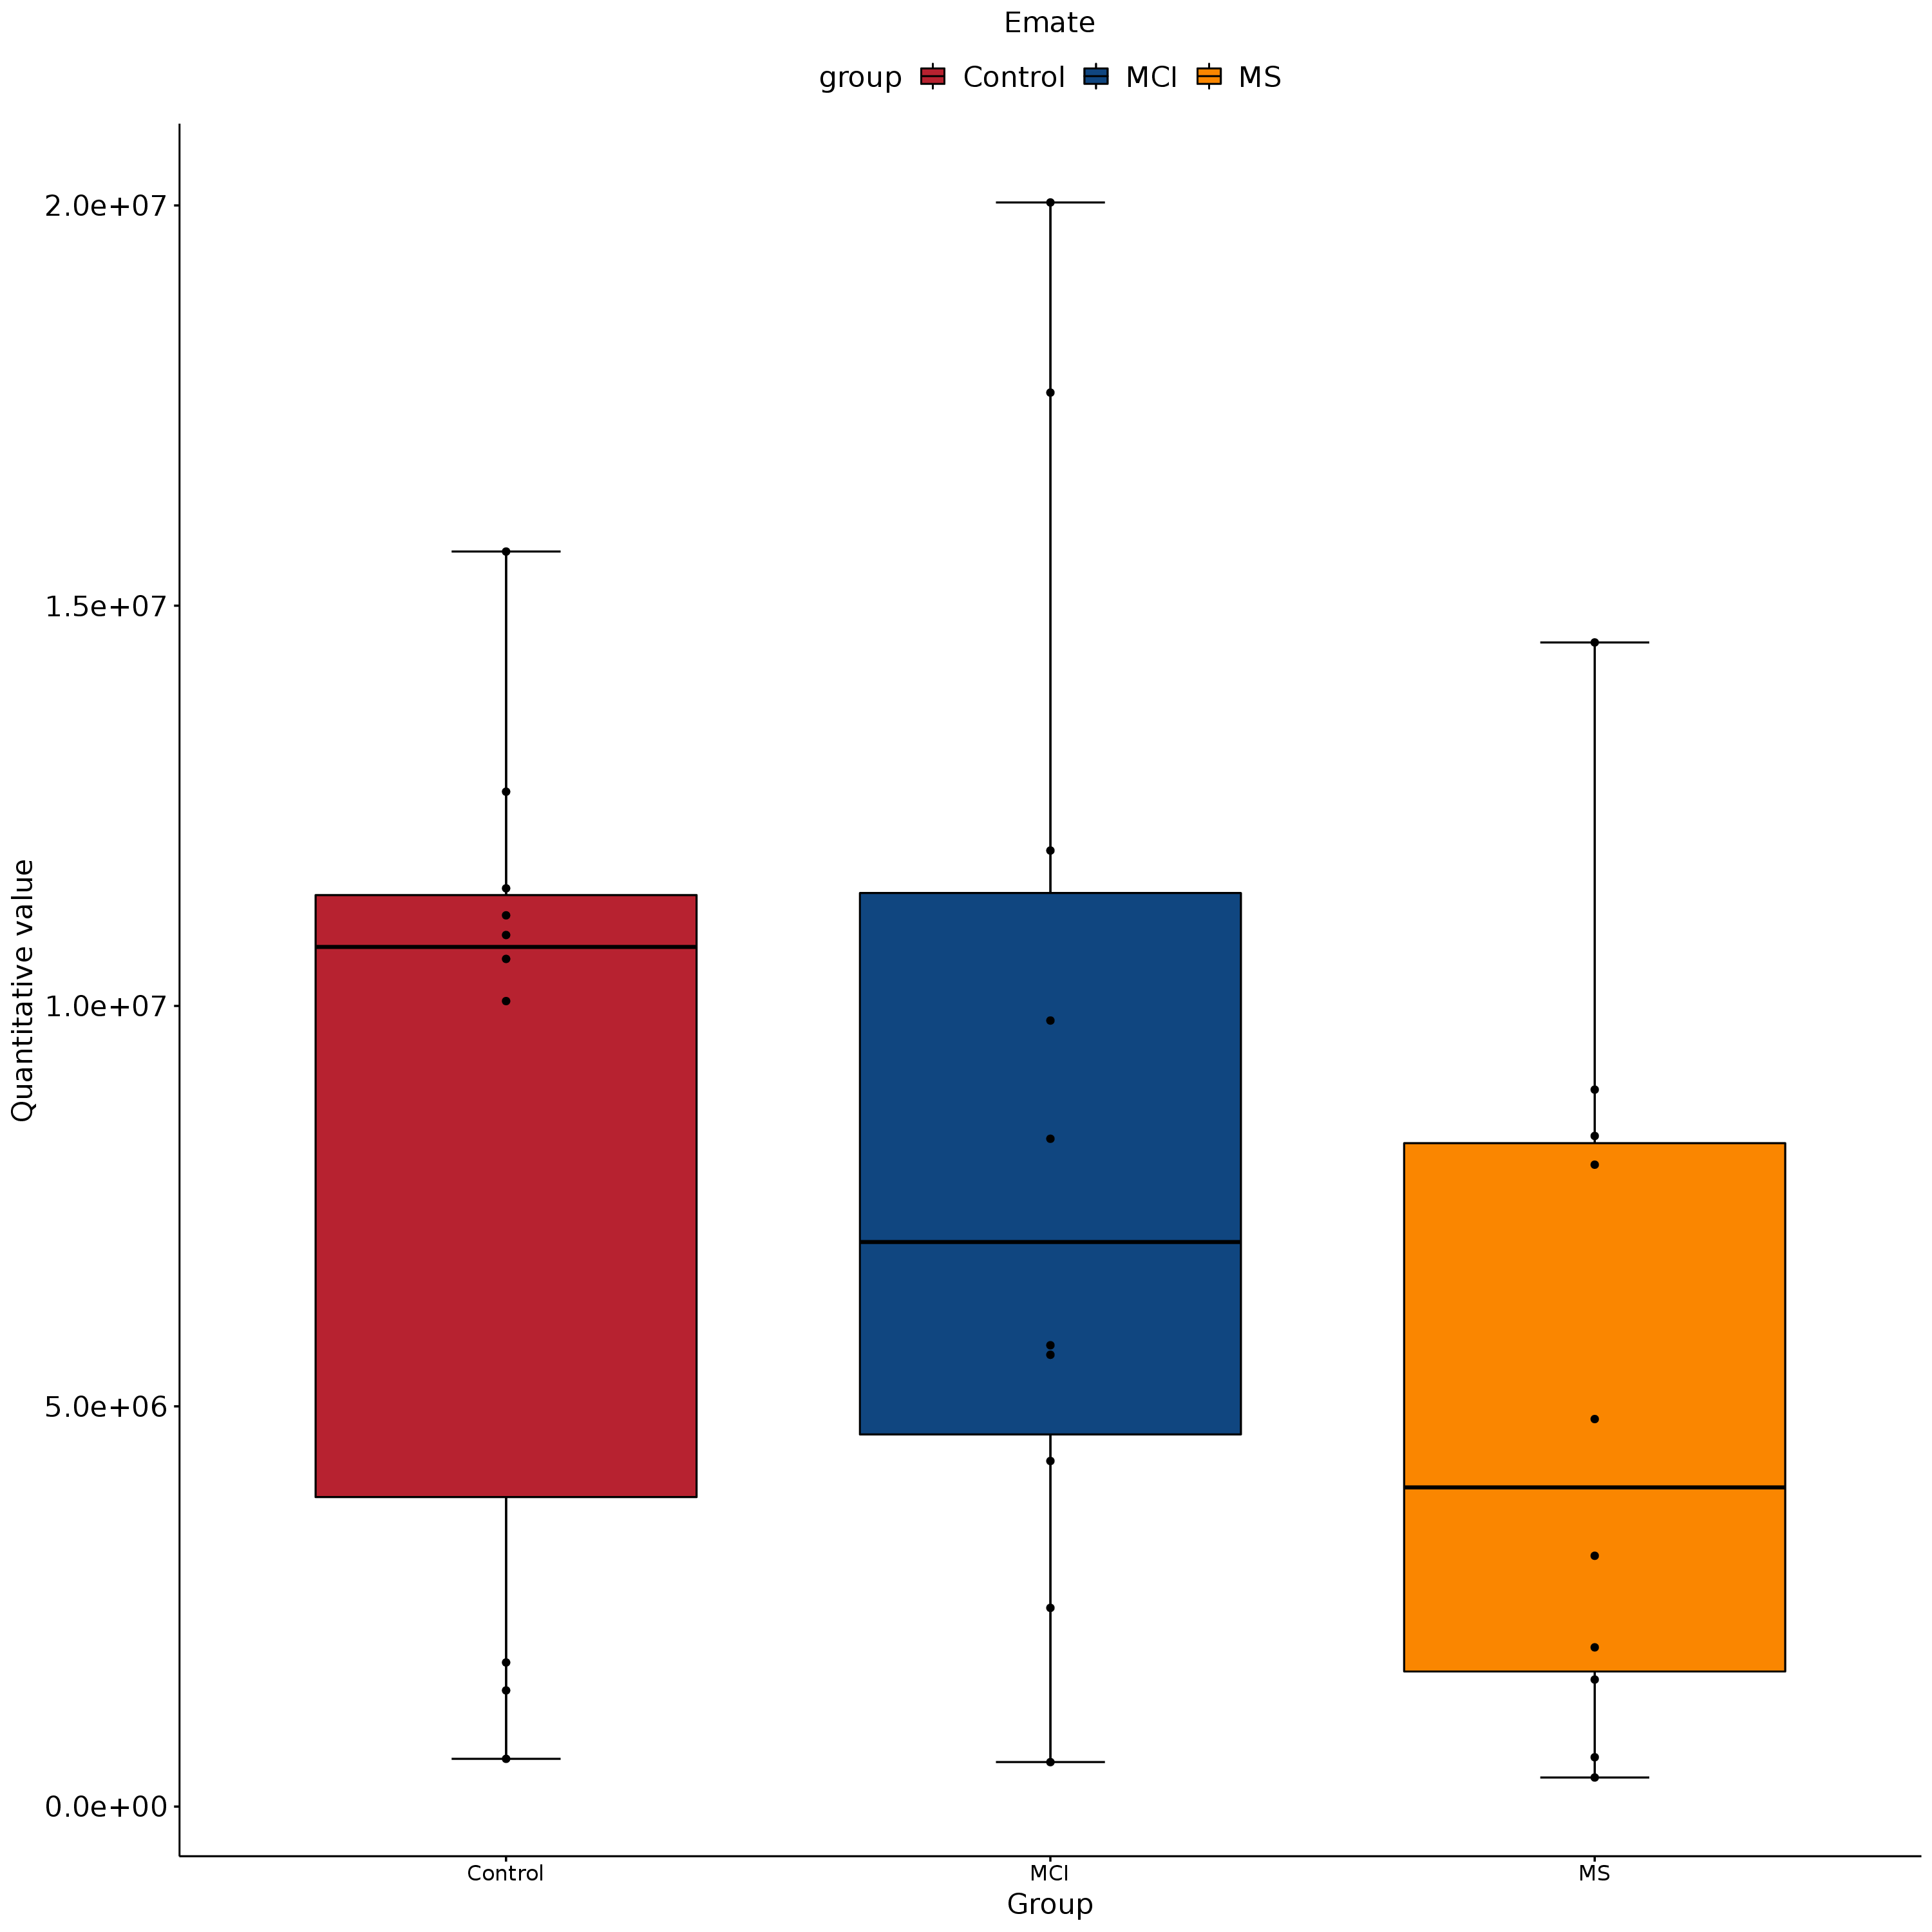 Emate
group Control MCI MS
2.0e+07
1.5e+07
1.0e+07
5.0e+06
0.0e+00
Quantitative value
Control MCI MS
Group